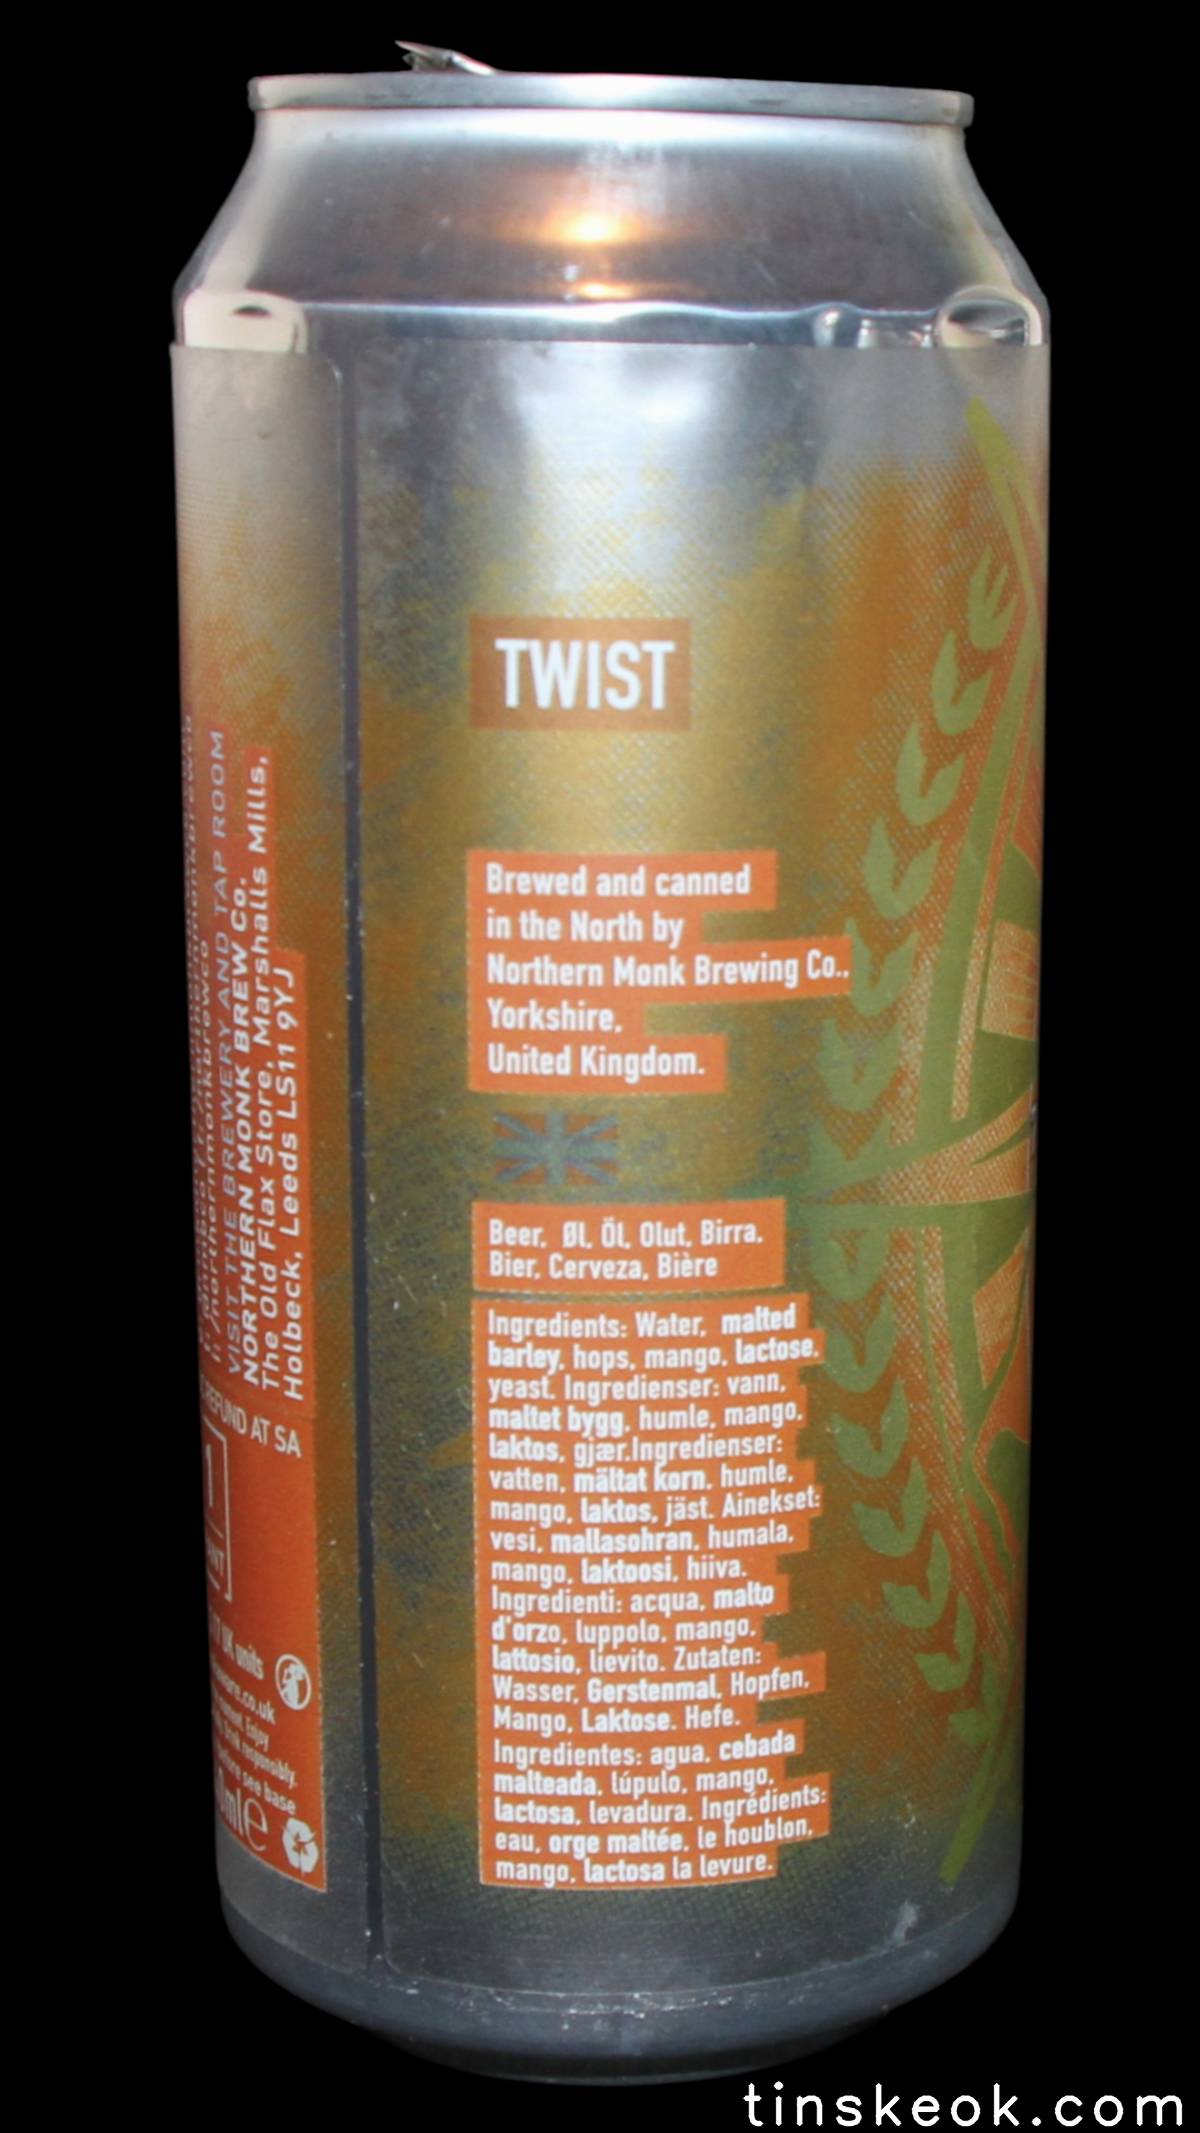 TWIST
Brewed and canned
in the North by
Northern Monk Brewing Co.,
Yorkshire,
United Kingdom.
Beer, Øl, Öl, Olut, Birra,
Bier, Cerveza, Bière
Ingredients: Water, malted
barley, hops, mango, lactose,
yeast. Ingredienser: vann,
maltet bygg, humle, mango,
laktos, gjær.Ingredienser:
vatten, mältat korn, humle,
mango, laktos, jäst. Ainekset:
vesi, mallasohran, humala,
mango, laktoosi, hiiva.
Ingredienti: acqua, malto
d'orzo, luppolo, mango,
lattosio, lievito. Zutaten:
Wasser, Gerstenmal, Hopfen,
Mango, Laktose. Hefe.
Ingredientes: agua, cebada
malteada, lúpulo, mango,
lactosa, levadura. Ingrédients:
eau, orge maltée, le houblon,
mango, lactosa la levure.
VISIT THE BREWERY AND TAP ROOM
NORTHERN MONK BREW Co.
The Old Flax Store, Marshalls Mills,
Holbeck, Leeds LS11 9YJ
REFUND AT SA
UK units
Enjoy
responsibly.
before see base
ml e
tinskeok.com